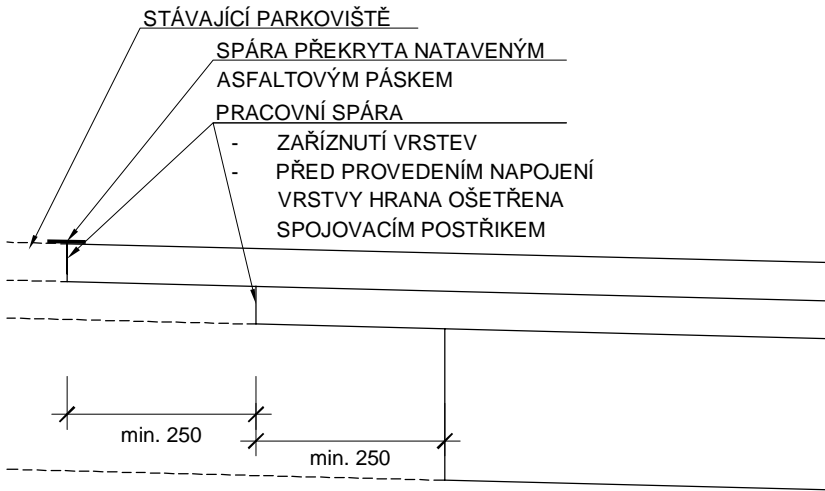 STÁVAJÍCÍ PARKOVIŠTĚ
SPÁRA PŘEKRYTA NATAVENÝM
ASFALTOVÝM PÁSKEM
PRACOVNÍ SPÁRA
- ZAŘÍZNUTÍ VRSTEV
- PŘED PROVEDENÍM NAPOJENÍ
VRSTVY HRANA OŠETŘENA
SPOJOVACÍM POSTŘIKEM
min. 250
min. 250